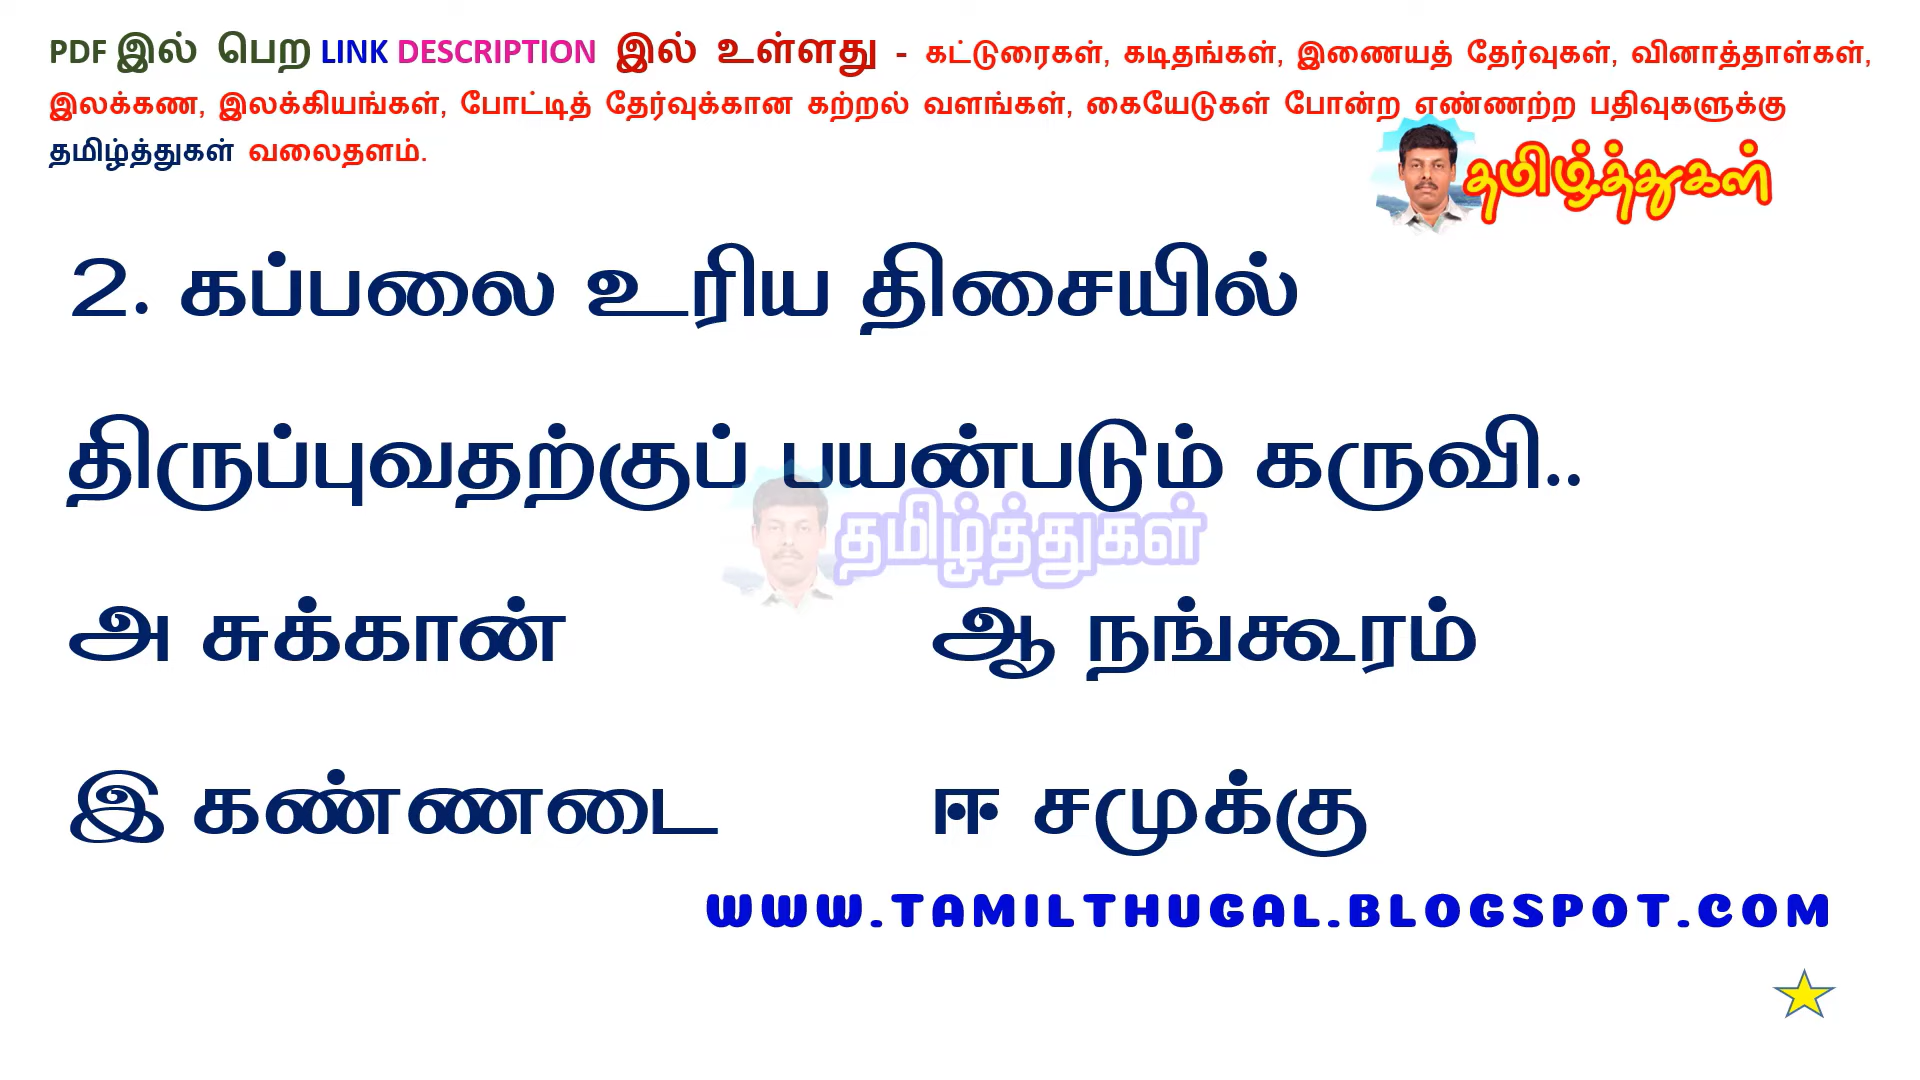 PDF இல் பெற LINK DESCRIPTION இல் உள்ளது - கட்டுரைகள், கடிதங்கள், இணையத் தேர்வுகள், வினாத்தாள்கள்,
இலக்கண, இலக்கியங்கள், போட்டித் தேர்வுக்கான கற்றல் வளங்கள், கையேடுகள் போன்ற எண்ணற்ற பதிவுகளுக்கு
தமிழ்த்துகள் வலைதளம்.
தமிழ்த்துகள்
2. கப்பலை உரிய திசையில்
திருப்புவதற்குப் பயன்படும் கருவி..
தமிழ்த்துகள்
அ சுக்கான் ஆ நங்கூரம்
இ கண்ணடை ஈ சமுக்கு
WWW.TAMILTHUGAL.BLOGSPOT.COM